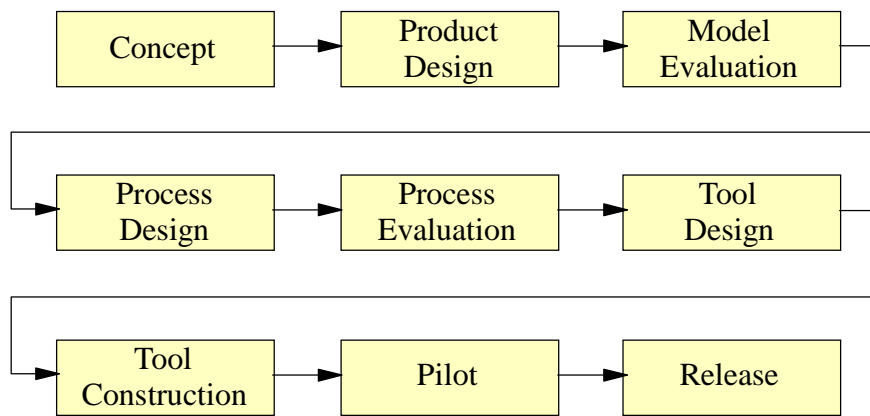 Concept
Product
Design
Model
Evaluation
Process
Design
Process
Evaluation
Tool
Design
Tool
Construction
Pilot
Release